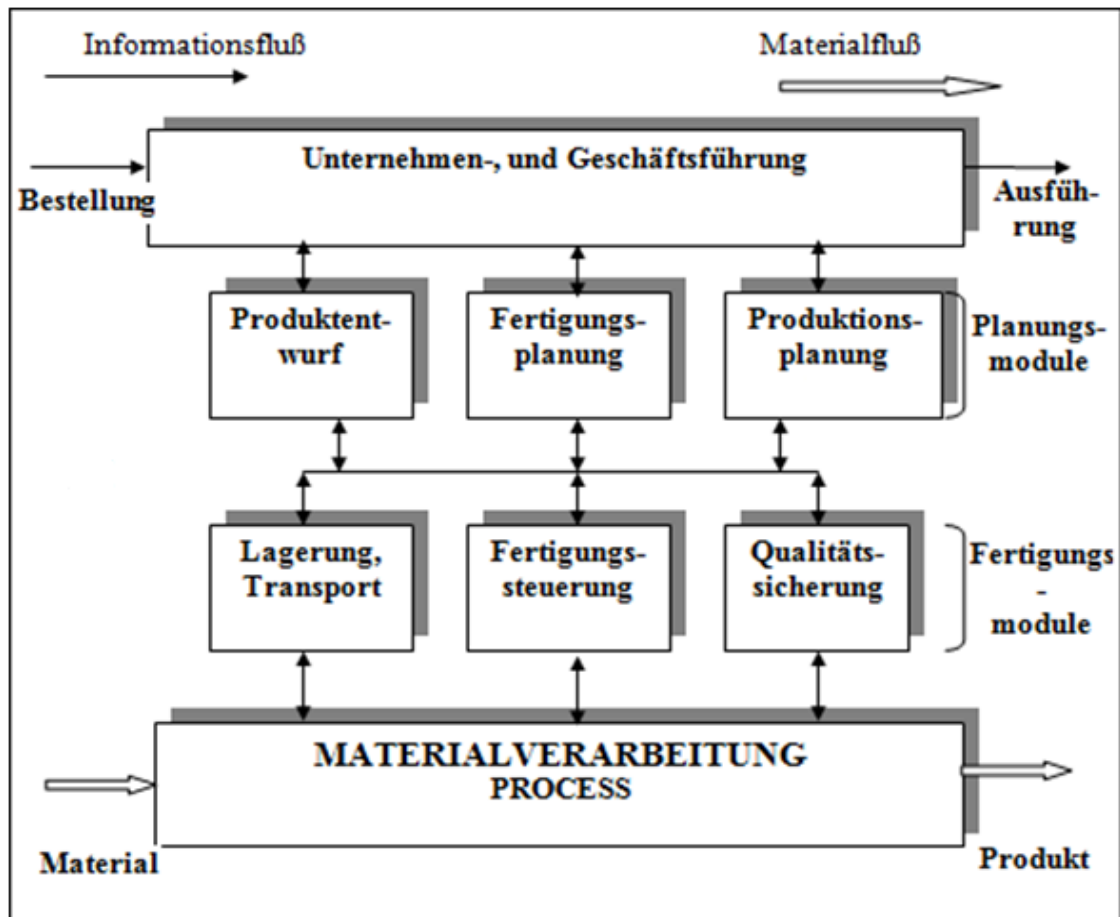 Informationsfluß
Materialfluß
Unternehmen-, und Geschäftsführung
Bestellung
Ausfüh-
rung
Produktent-
wurf
Fertigungs-
planung
Produktions-
planung
Planungs-
module
Lagerung,
Transport
Fertigungs-
steuerung
Qualitäts-
sicherung
Fertigungs
-
module
MATERIALVERARBEITUNG
PROCESS
Material
Produkt